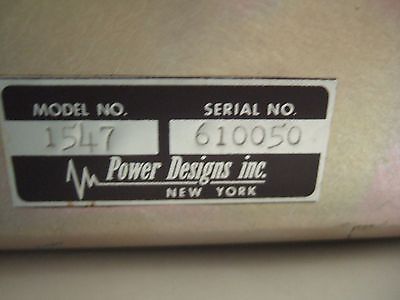 MODEL NO. SERIAL NO.
1547 610050
Power Designs inc.
NEW YORK